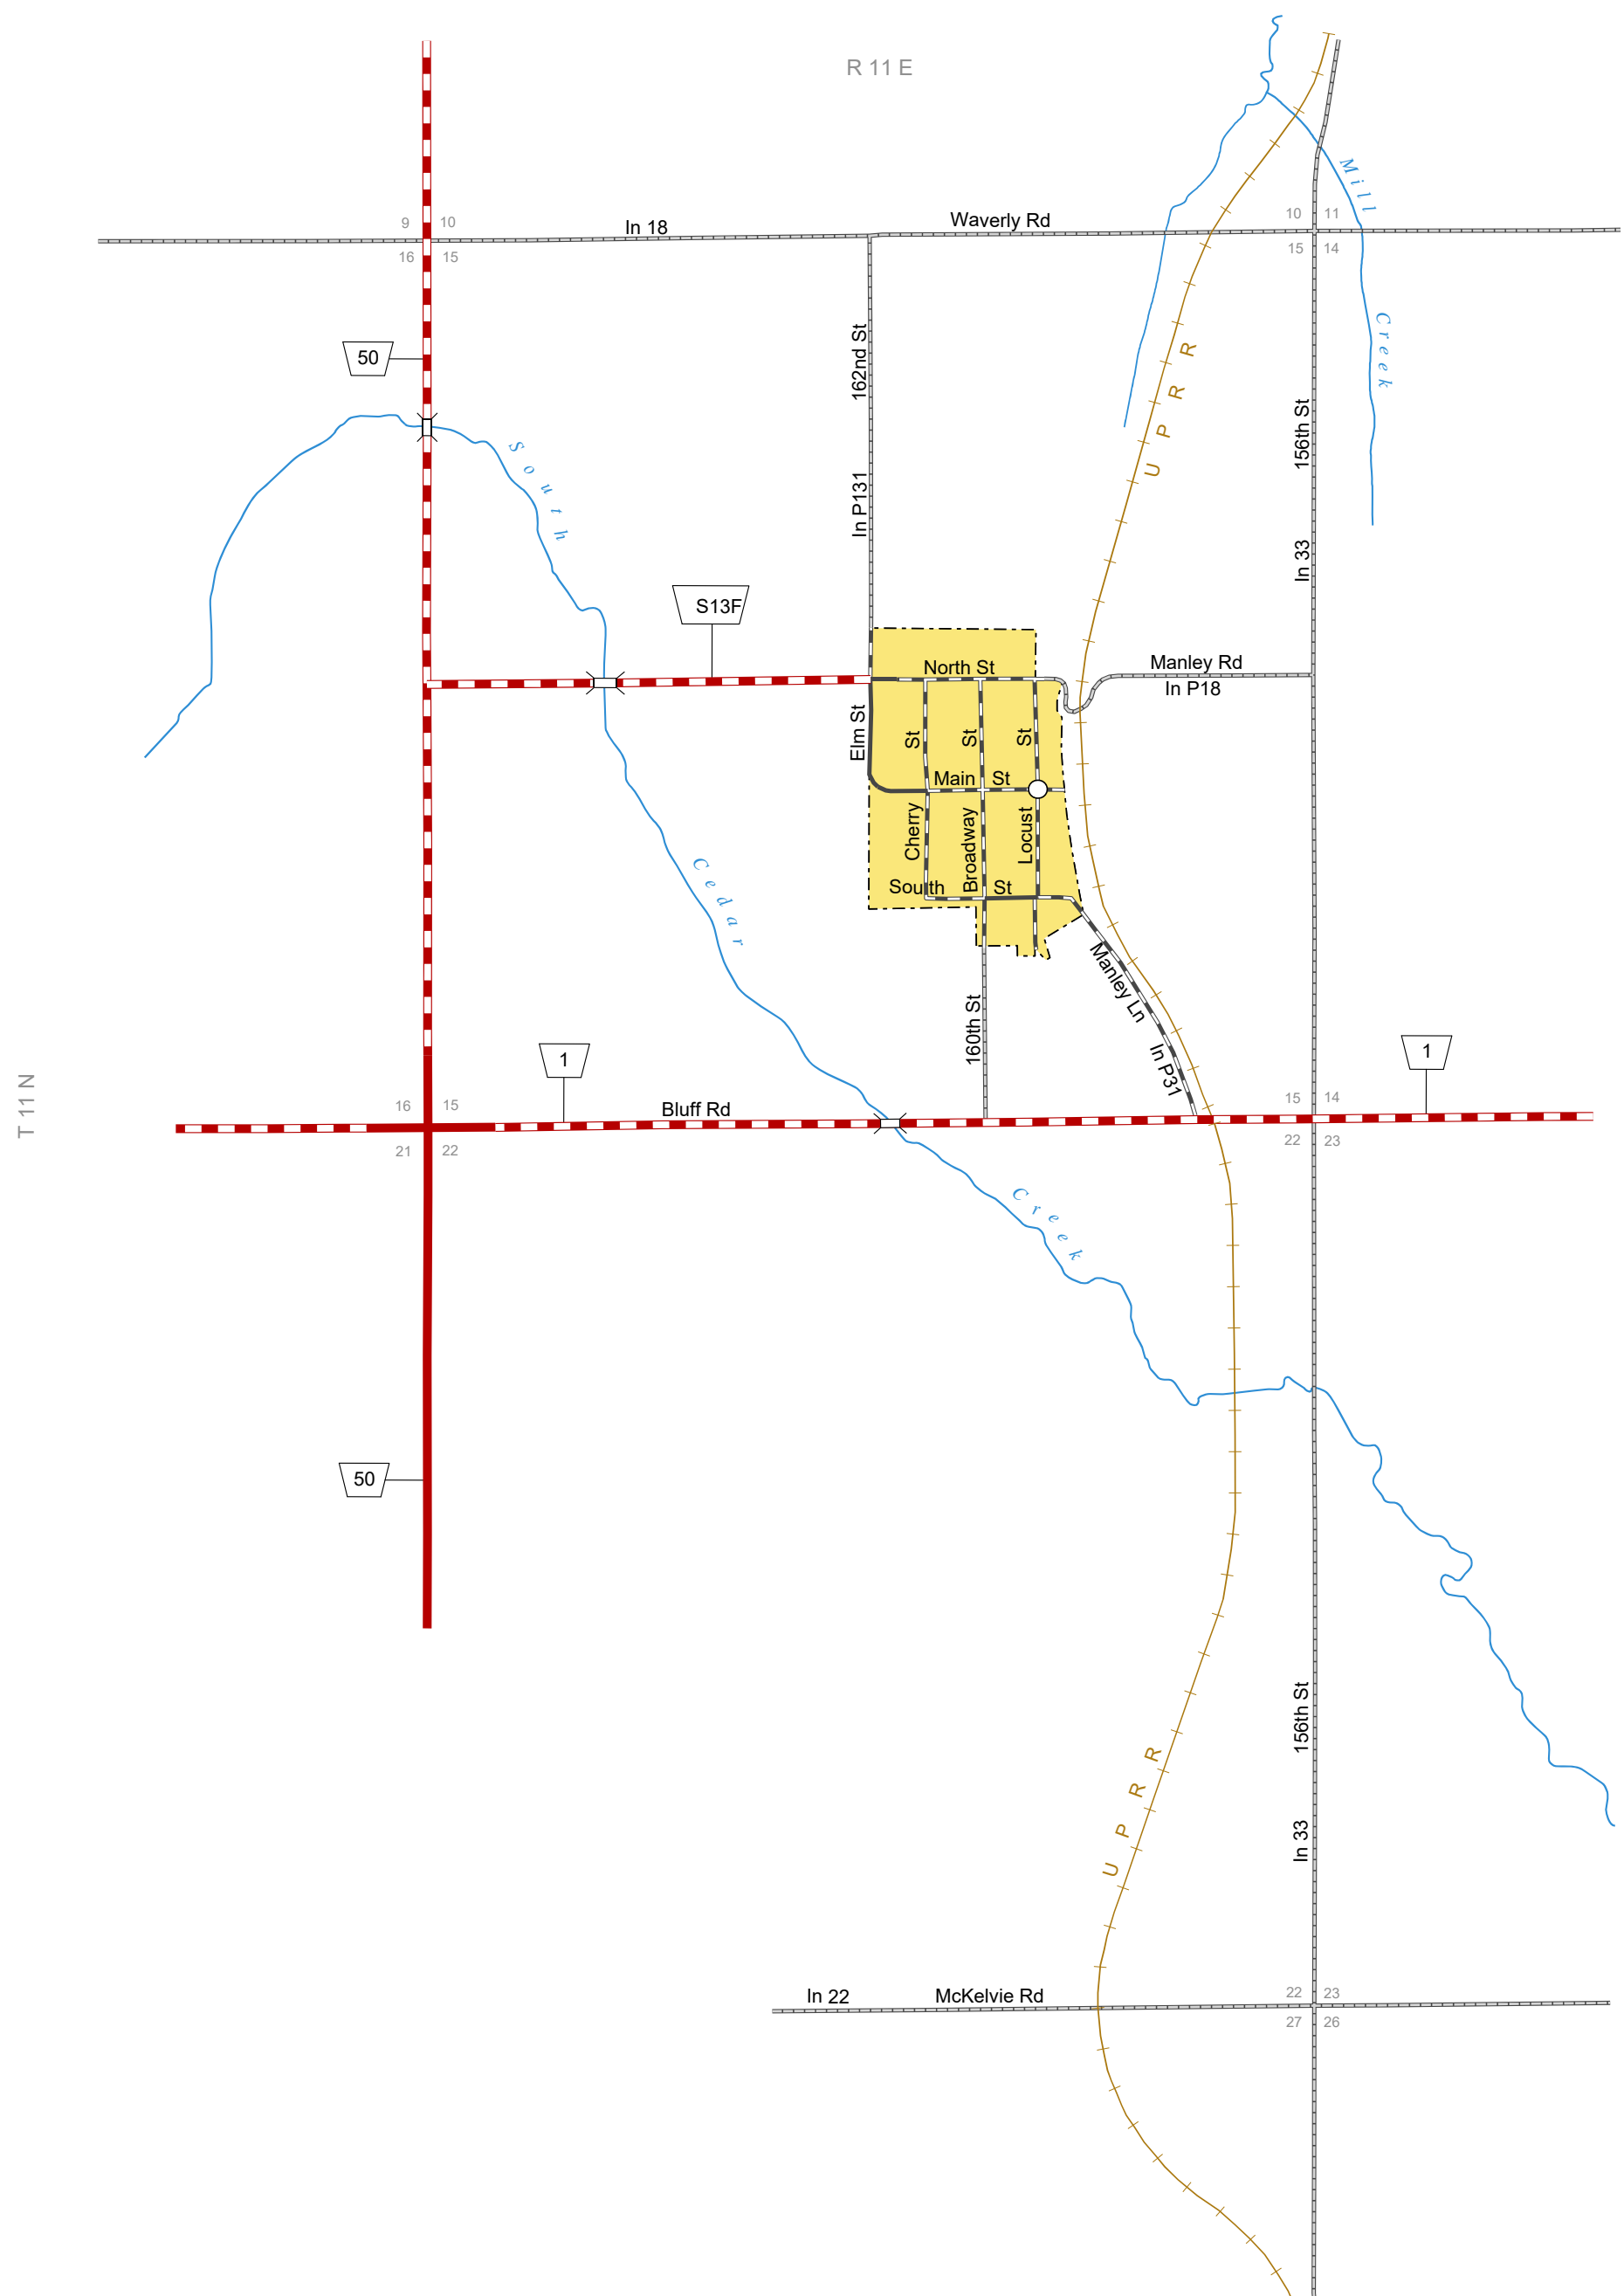 R 11 E
Mill
9 10
10 11
In 18
Waverly Rd
16 15
15 14
Creek
50
162nd St
U P R R
156th St
South
In P131
In 33
S13F
North St
Manley Rd
In P18
Elm St
St
St
St
Main St
Cherry
Broadway
Locust
Cedar
South St
Manley Ln
160th St
In P31
1
1
T 11 N
16 15
Bluff Rd
15 14
21 22
22 23
Creek
50
156th St
U P R R
In 33
In 22
McKelvie Rd
22 23
27 26